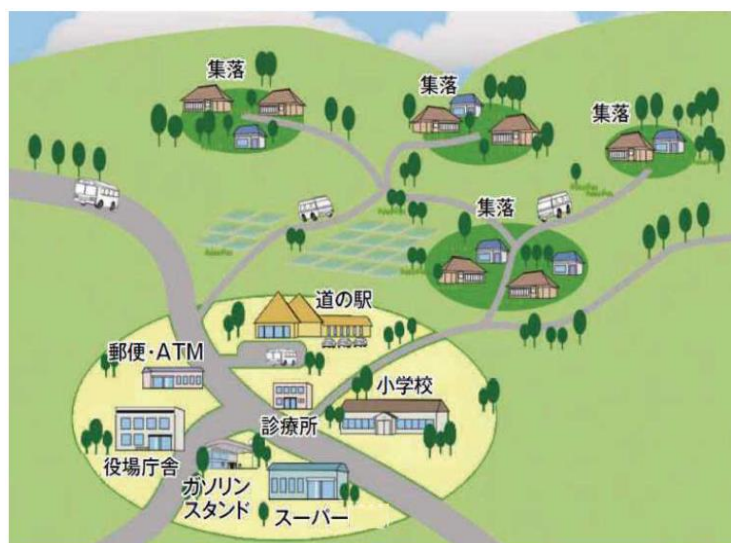 集落
集落
集落
集落
道の駅
郵便・ATM
小学校
診療所
役場庁舎
ガソリン
スタンド
スーパー